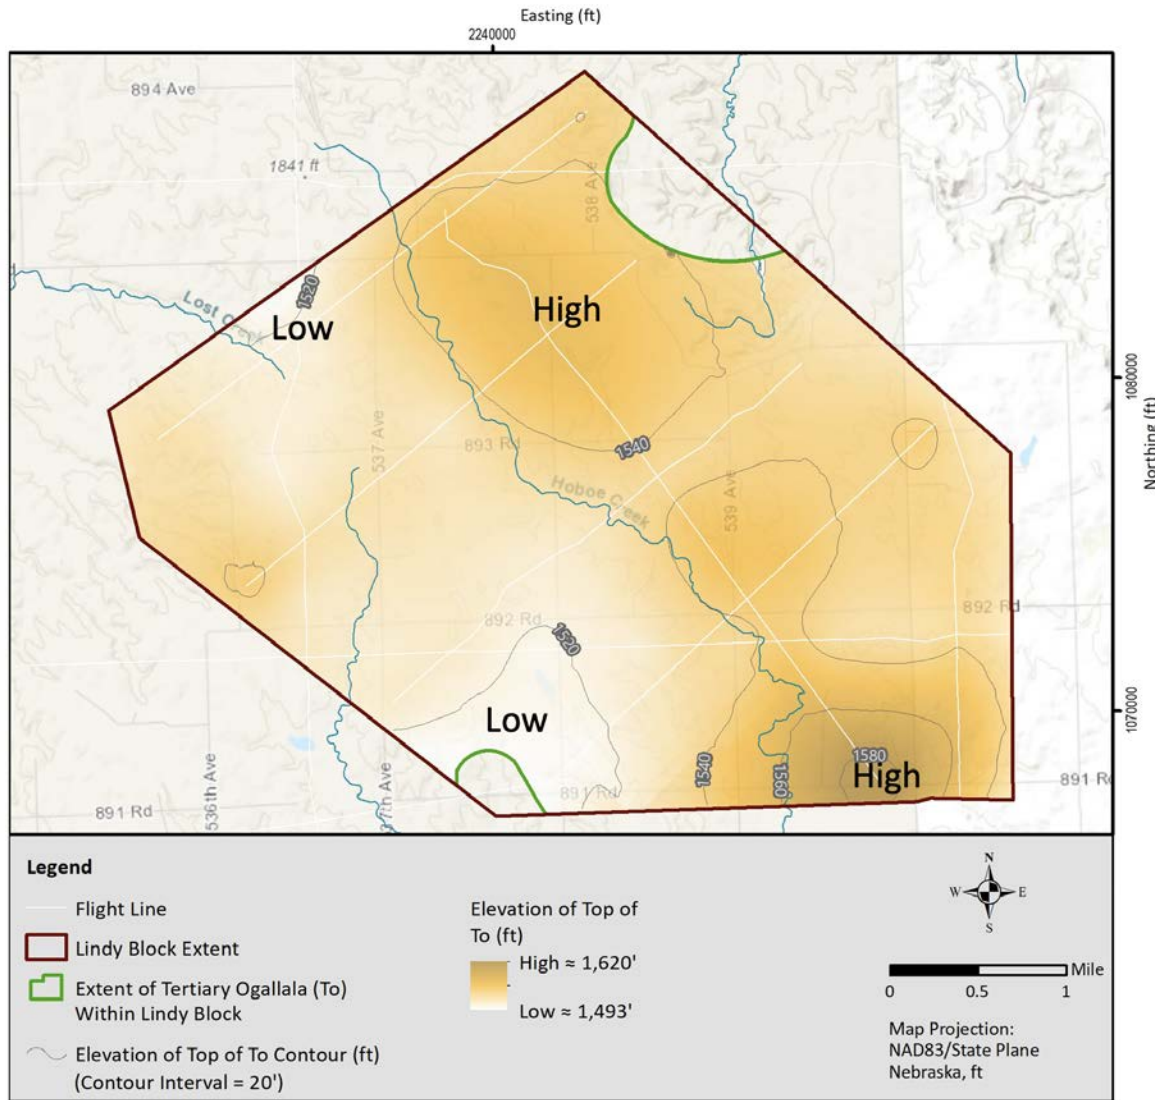 Easting (ft)
2240000
894 Ave
1841 ft
538 Ave
1520
Lost Creek
Low
High
1080000
Northing (ft)
537 Ave
893 Rd
1540
Hoboe Creek
539 Ave
892 Rd
892 Rd
1520
Low
1070000
1580
High
1540
1560
536th Ave
37th Ave
891 Rd
891 Rd
891 R
Legend
Flight Line
Lindy Block Extent
Extent of Tertiary Ogallala (To)
Within Lindy Block
Elevation of Top of To Contour (ft)
(Contour Interval = 20')
Elevation of Top of
To (ft)
High ≈ 1,620'
Low ≈ 1,493'
N
W
E
S
Mile
0
0.5
1
Map Projection:
NAD83/State Plane
Nebraska, ft